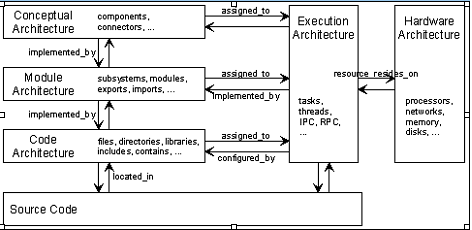 Conceptual Architecture
components, connectors, ...
assigned_to
Execution Architecture
Hardware Architecture
implemented_by
Module Architecture
subsystems, modules, exports, imports, ...
assigned_to
implemented_by
resource_resides_on
tasks, threads, IPC, RPC, ...
processors, networks, memory, disks, ...
implemented_by
Code Architecture
files, directories, libraries, includes, contains, ...
assigned_to
configured_by
located_in
Source Code